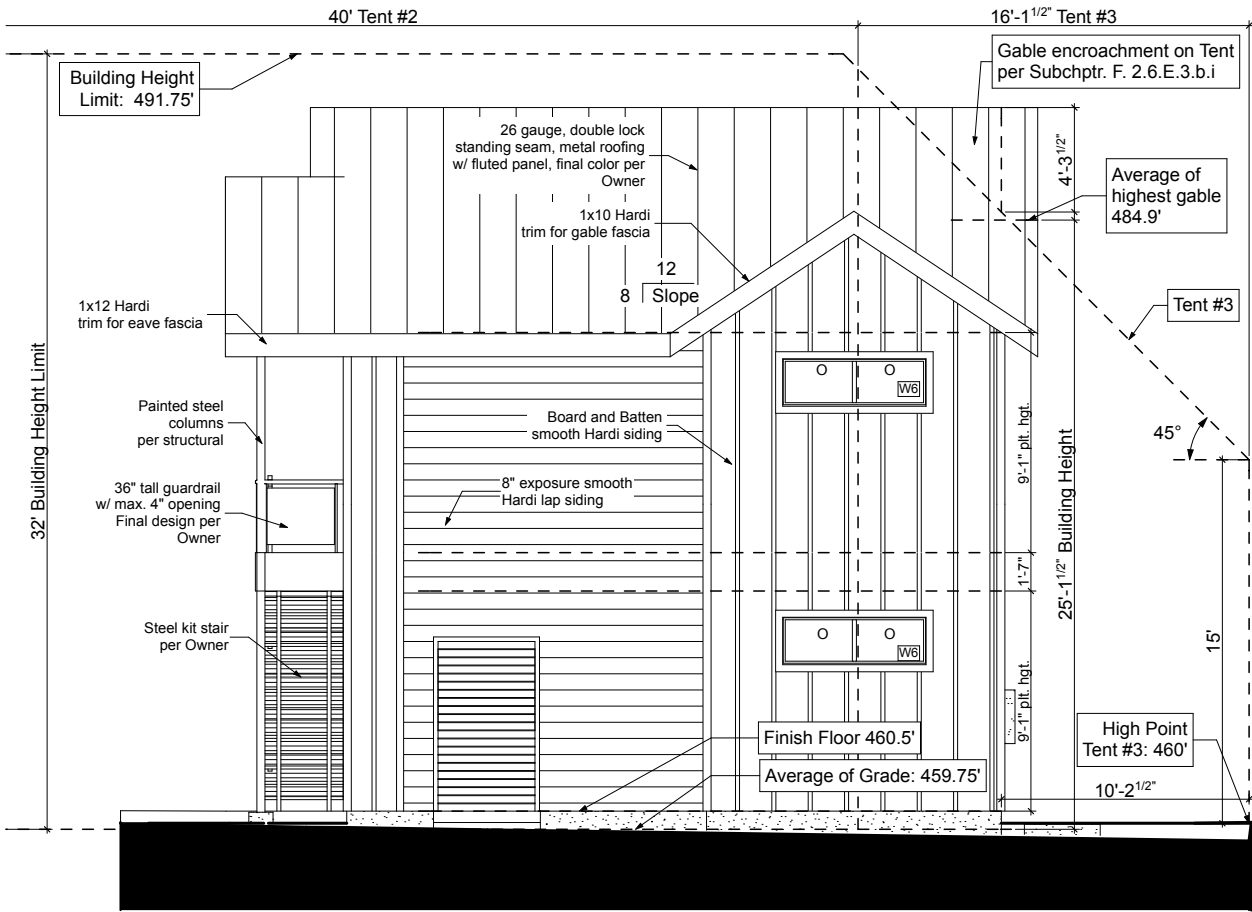 40' Tent #2
16'-1 1/2" Tent #3
Building Height
Limit: 491.75'
Gable encroachment on Tent
per Subchptr. F. 2.6.E.3.b.i
26 gauge, double lock
standing seam, metal roofing
w/ fluted panel, final color per
Owner
4'-3 1/2"
Average of
highest gable
484.9'
1x10 Hardi
trim for gable fascia
12
8 Slope
1x12 Hardi
trim for eave fascia
Tent #3
32' Building Height Limit
O O
W6
Painted steel
columns
per structural
Board and Batten
smooth Hardi siding
9'-1" plt. hgt.
45°
36" tall guardrail
w/ max. 4" opening
Final design per
Owner
8" exposure smooth
Hardi lap siding
1'-7"
25'-1 1/2" Building Height
Steel kit stair
per Owner
O O
W6
15'
9'-1" plt. hgt.
Finish Floor 460.5'
High Point
Tent #3: 460'
Average of Grade: 459.75'
10'-2 1/2"